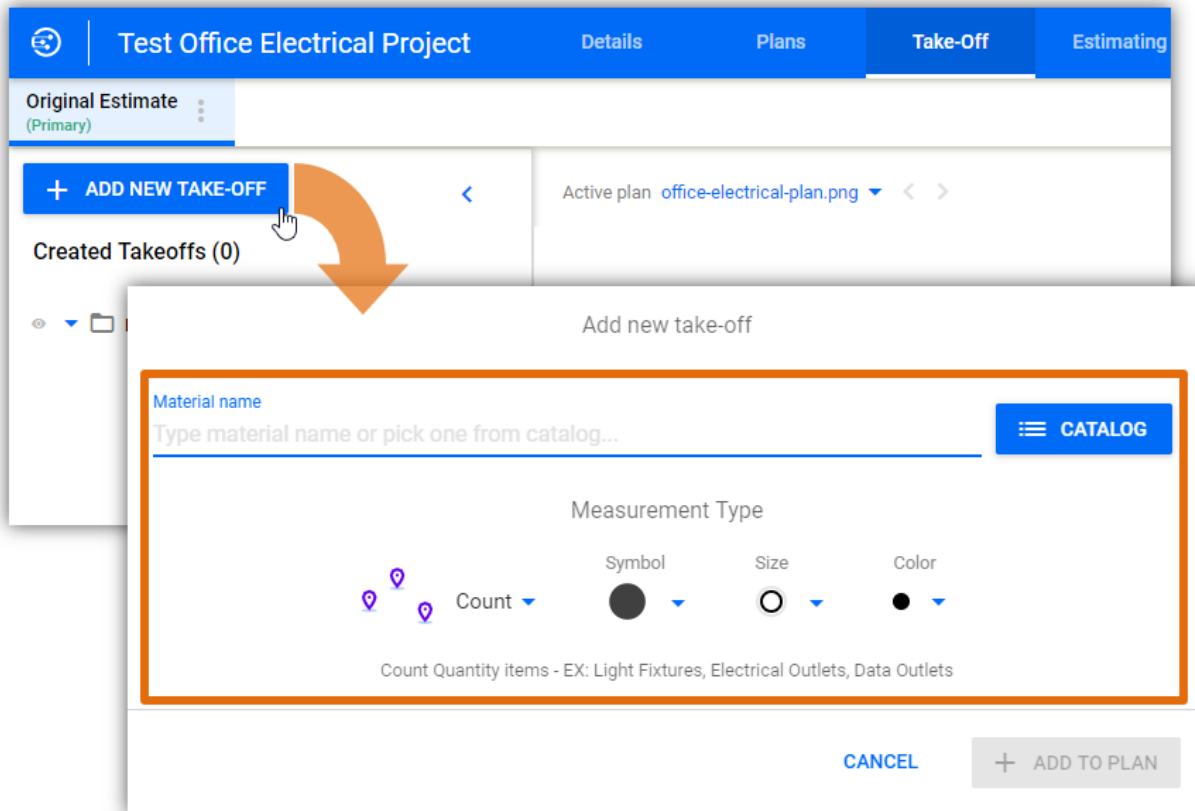 Test Office Electrical Project
Details
Plans
Take-Off
Estimating
Original Estimate
(Primary)
ADD NEW TAKE-OFF
Active plan office-electrical-plan.png
Created Takeoffs (0)
Add new take-off
Material name
Type material name or pick one from catalog...
CATALOG
Measurement Type
Symbol
Size
Color
Count
Count Quantity items - EX: Light Fixtures, Electrical Outlets, Data Outlets
CANCEL
ADD TO PLAN